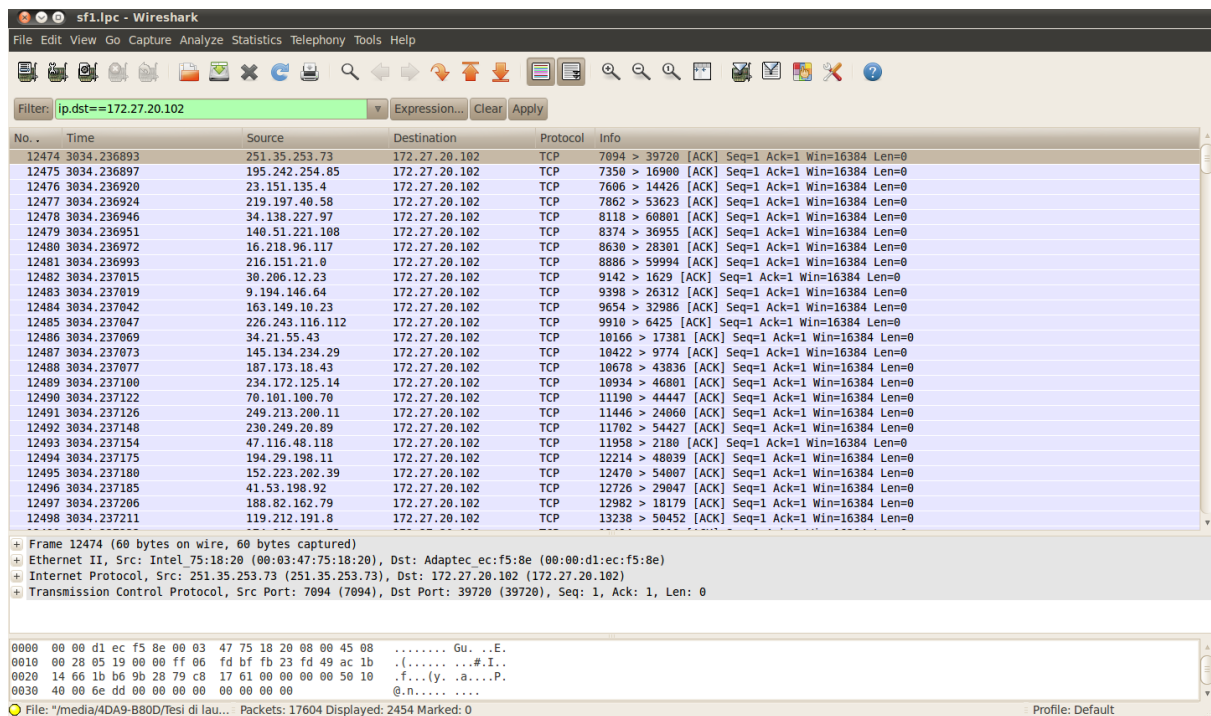 sf1.lpc - Wireshark
File Edit View Go Capture Analyze Statistics Telephony Tools Help
Filter: ip.dst==172.27.20.102 Expression... Clear Apply
No. . Time Source Destination Protocol Info
12474 3034.236893 251.35.253.73 172.27.20.102 TCP 7094 > 39720 [ACK] Seq=1 Ack=1 Win=16384 Len=0
12475 3034.236897 195.242.254.85 172.27.20.102 TCP 7350 > 16900 [ACK] Seq=1 Ack=1 Win=16384 Len=0
12476 3034.236920 23.151.135.4 172.27.20.102 TCP 7606 > 14426 [ACK] Seq=1 Ack=1 Win=16384 Len=0
12477 3034.236924 219.197.40.58 172.27.20.102 TCP 7862 > 53623 [ACK] Seq=1 Ack=1 Win=16384 Len=0
12478 3034.236946 34.138.227.97 172.27.20.102 TCP 8118 > 60801 [ACK] Seq=1 Ack=1 Win=16384 Len=0
12479 3034.236951 140.51.221.108 172.27.20.102 TCP 8374 > 36955 [ACK] Seq=1 Ack=1 Win=16384 Len=0
12480 3034.236972 16.218.96.117 172.27.20.102 TCP 8630 > 28301 [ACK] Seq=1 Ack=1 Win=16384 Len=0
12481 3034.236993 216.151.21.0 172.27.20.102 TCP 8886 > 59994 [ACK] Seq=1 Ack=1 Win=16384 Len=0
12482 3034.237015 30.206.12.23 172.27.20.102 TCP 9142 > 1629 [ACK] Seq=1 Ack=1 Win=16384 Len=0
12483 3034.237019 9.194.146.64 172.27.20.102 TCP 9398 > 26312 [ACK] Seq=1 Ack=1 Win=16384 Len=0
12484 3034.237042 163.149.10.23 172.27.20.102 TCP 9654 > 32986 [ACK] Seq=1 Ack=1 Win=16384 Len=0
12485 3034.237047 226.243.116.112 172.27.20.102 TCP 9910 > 6425 [ACK] Seq=1 Ack=1 Win=16384 Len=0
12486 3034.237069 34.21.55.43 172.27.20.102 TCP 10166 > 17381 [ACK] Seq=1 Ack=1 Win=16384 Len=0
12487 3034.237073 145.134.234.29 172.27.20.102 TCP 10422 > 9774 [ACK] Seq=1 Ack=1 Win=16384 Len=0
12488 3034.237077 187.173.18.43 172.27.20.102 TCP 10678 > 43836 [ACK] Seq=1 Ack=1 Win=16384 Len=0
12489 3034.237100 234.172.125.14 172.27.20.102 TCP 10934 > 46801 [ACK] Seq=1 Ack=1 Win=16384 Len=0
12490 3034.237122 70.101.100.70 172.27.20.102 TCP 11190 > 44447 [ACK] Seq=1 Ack=1 Win=16384 Len=0
12491 3034.237126 249.213.200.11 172.27.20.102 TCP 11446 > 24060 [ACK] Seq=1 Ack=1 Win=16384 Len=0
12492 3034.237148 230.249.20.89 172.27.20.102 TCP 11702 > 54427 [ACK] Seq=1 Ack=1 Win=16384 Len=0
12493 3034.237154 47.116.48.118 172.27.20.102 TCP 11958 > 2180 [ACK] Seq=1 Ack=1 Win=16384 Len=0
12494 3034.237175 194.29.198.11 172.27.20.102 TCP 12214 > 48039 [ACK] Seq=1 Ack=1 Win=16384 Len=0
12495 3034.237180 152.223.202.39 172.27.20.102 TCP 12470 > 54007 [ACK] Seq=1 Ack=1 Win=16384 Len=0
12496 3034.237185 41.53.198.92 172.27.20.102 TCP 12726 > 29047 [ACK] Seq=1 Ack=1 Win=16384 Len=0
12497 3034.237206 188.82.162.79 172.27.20.102 TCP 12982 > 18179 [ACK] Seq=1 Ack=1 Win=16384 Len=0
12498 3034.237211 119.212.191.8 172.27.20.102 TCP 13238 > 50452 [ACK] Seq=1 Ack=1 Win=16384 Len=0
+ Frame 12474 (60 bytes on wire, 60 bytes captured)
+ Ethernet II, Src: Intel_75:18:20 (00:03:47:75:18:20), Dst: Adaptec_ec:f5:8e (00:00:d1:ec:f5:8e)
+ Internet Protocol, Src: 251.35.253.73 (251.35.253.73), Dst: 172.27.20.102 (172.27.20.102)
+ Transmission Control Protocol, Src Port: 7094 (7094), Dst Port: 39720 (39720), Seq: 1, Ack: 1, Len: 0
0000 00 00 d1 ec f5 8e 00 03 47 75 18 20 08 00 45 08 ........ Gu. ..E.
0010 00 28 05 19 00 00 ff 06 fd bf fb 23 fd 49 ac 1b .(...... ...#.I..
0020 14 66 1b b6 9b 28 79 c8 17 61 00 00 00 00 50 10 .f...(y. .a....P.
0030 40 00 6e dd 00 00 00 00 00 00 00 00 @.n..... ....
File: "/media/4DA9-B80D/Tesi di lau... Packets: 17604 Displayed: 2454 Marked: 0 Profile: Default